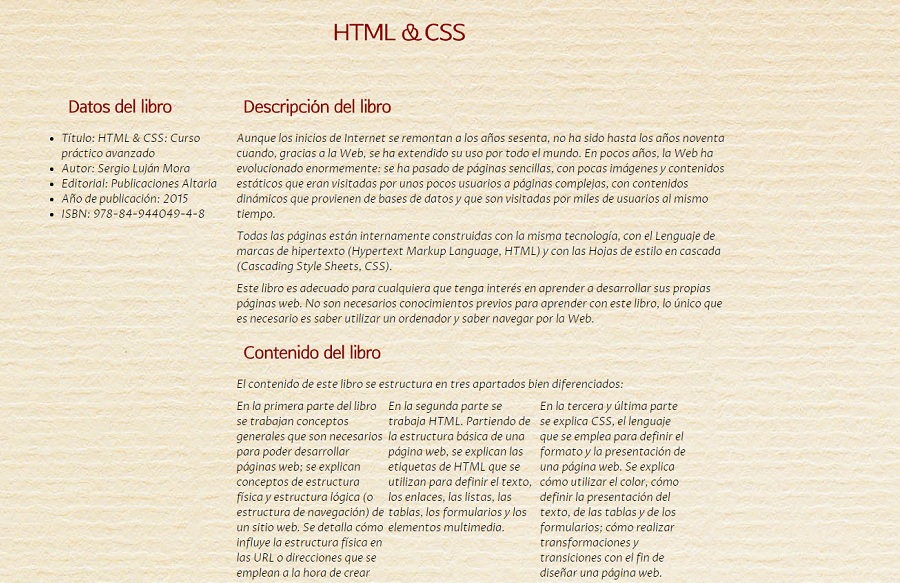 HTML & CSS
Datos del libro
• Título: HTML & CSS: Curso
práctico avanzado
• Autor: Sergio Luján Mora
• Editorial: Publicaciones Altaria
• Año de publicación: 2015
• ISBN: 978-84-944049-4-8
Descripción del libro
Aunque los inicios de Internet se remontan a los años sesenta, no ha sido hasta los años noventa
cuando, gracias a la Web, se ha extendido su uso por todo el mundo. En pocos años, la Web ha
evolucionado enormemente: se ha pasado de páginas sencillas, con pocas imágenes y contenidos
estáticos que eran visitadas por unos pocos usuarios a páginas complejas, con contenidos
dinámicos que provienen de bases de datos y que son visitadas por miles de usuarios al mismo
tiempo.
Todas las páginas están internamente construidas con la misma tecnología, con el Lenguaje de
marcas de hipertexto (Hypertext Markup Language, HTML) y con las Hojas de estilo en cascada
(Cascading Style Sheets, CSS).
Este libro es adecuado para cualquiera que tenga interés en aprender a desarrollar sus propias
páginas web. No son necesarios conocimientos previos para aprender con este libro, lo único que
es necesario es saber utilizar un ordenador y saber navegar por la Web.
Contenido del libro
El contenido de este libro se estructura en tres apartados bien diferenciados:
En la primera parte del libro
se trabajan conceptos
generales que son necesarios
para poder desarrollar
páginas web; se explican
conceptos de estructura
física y estructura lógica (o
estructura de navegación) de
un sitio web. Se detalla cómo
influye la estructura física en
las URL o direcciones que se
emplean a la hora de crear
En la segunda parte se
trabaja HTML. Partiendo de
la estructura básica de una
página web, se explican las
etiquetas de HTML que se
utilizan para definir el texto,
los enlaces, las listas, las
tablas, los formularios y los
elementos multimedia.
En la tercera y última parte
se explica CSS, el lenguaje
que se emplea para definir el
formato y la presentación de
una página web. Se explica
cómo utilizar el color, cómo
definir la presentación del
texto, de las tablas y de los
formularios; cómo realizar
transformaciones y
transiciones con el fin de
diseñar una página web.